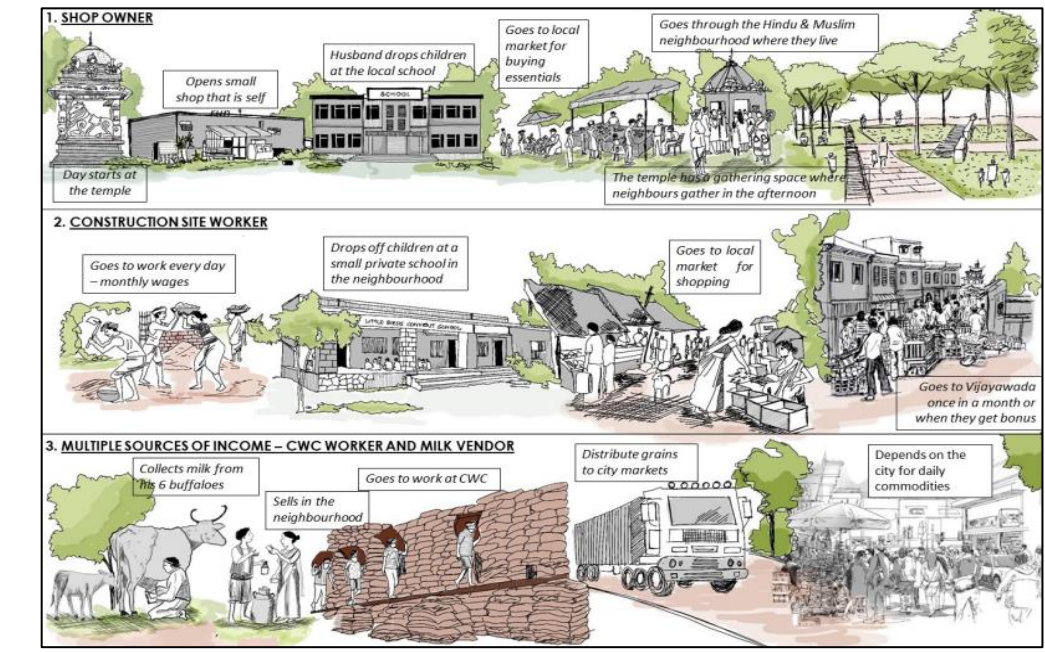 1. SHOP OWNER
Day starts at
the temple
Opens small
shop that is self
Husband drops children
at the local school
SCHOOL
Goes to local
market for
buying
essentials
Goes through the Hindu & Muslim
neighbourhood where they live
The temple has a gathering space where
neighbours gather in the afternoon
2. CONSTRUCTION SITE WORKER
Goes to work every day
– monthly wages
Drops off children at a
small private school in
the neighbourhood
LITTLE BIRDS CONVENT SCHOOL
Goes to local
market for
shopping
Goes to Vijayawada
once in a month or
when they get bonus
3. MULTIPLE SOURCES OF INCOME – CWC WORKER AND MILK VENDOR
Collects milk from
his 6 buffaloes
Sells in the
neighbourhood
Goes to work at CWC
Distribute grains
to city markets
Depends on the
city for daily
commodities